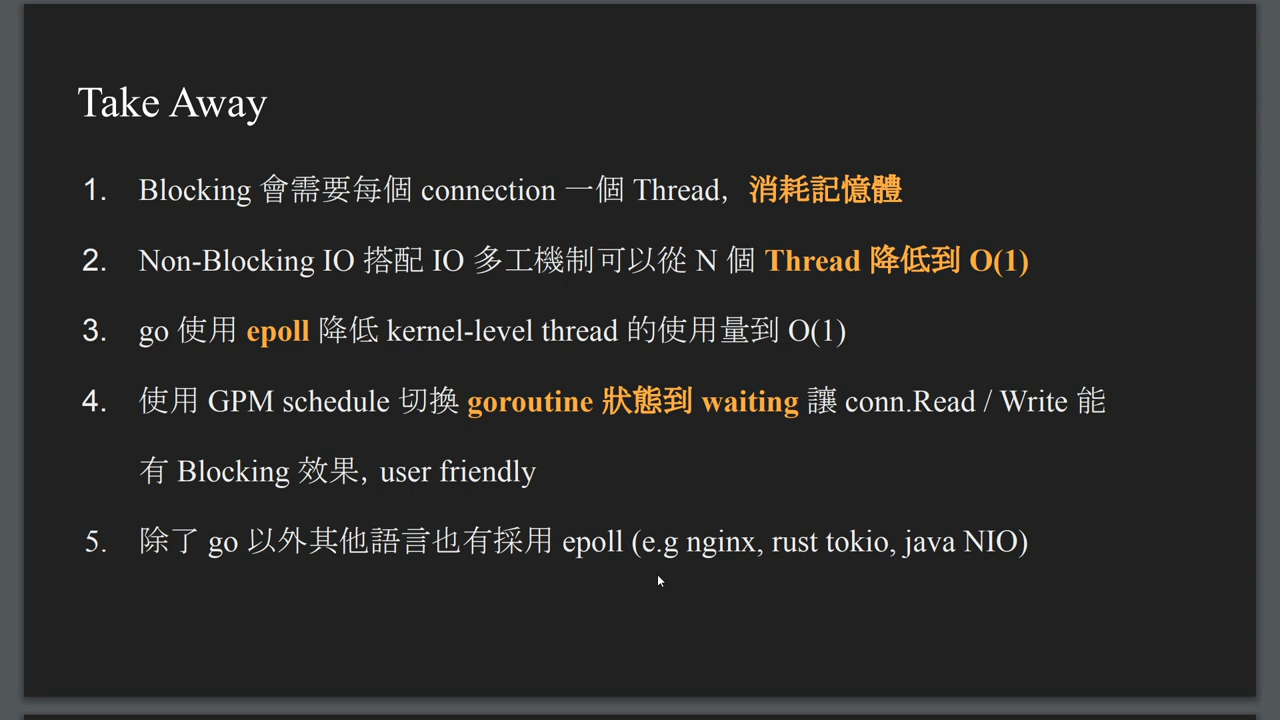 Take Away
1. Blocking 會需要每個 connection 一個 Thread，消耗記憶體
2. Non-Blocking IO 搭配 IO 多工機制可以從 N 個 Thread 降低到 O(1)
3. go 使用 epoll 降低 kernel-level thread 的使用量到 O(1)
4. 使用 GPM schedule 切換 goroutine 狀態到 waiting 讓 conn.Read / Write 能
有 Blocking 效果，user friendly
5. 除了 go 以外其他語言也有採用 epoll (e.g nginx, rust tokio, java NIO)